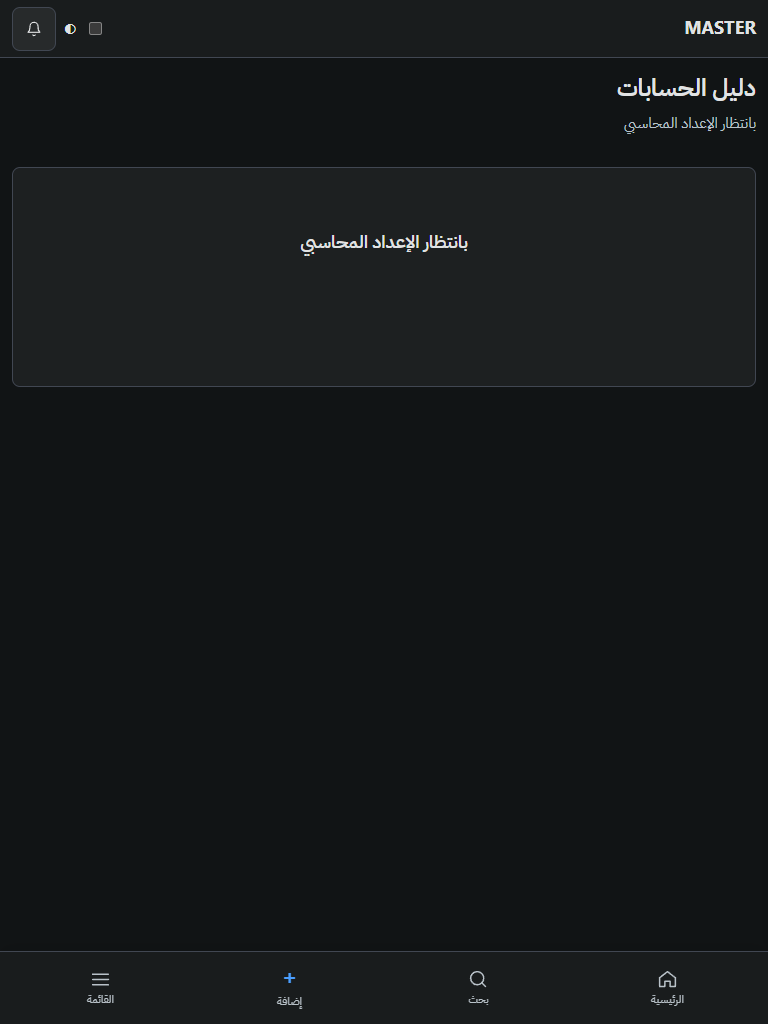 MASTER
دليل الحسابات
بانتظار الإعداد المحاسبي
بانتظار الإعداد المحاسبي
الرئيسية
بحث
إضافة
القائمة